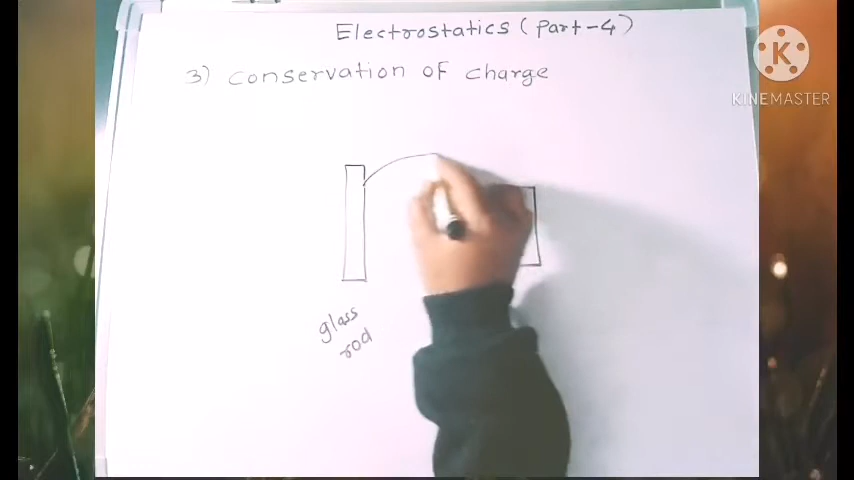 Electrostatics (Part-4)
3) conservation of charge
glass
rod
K
KINEMASTER